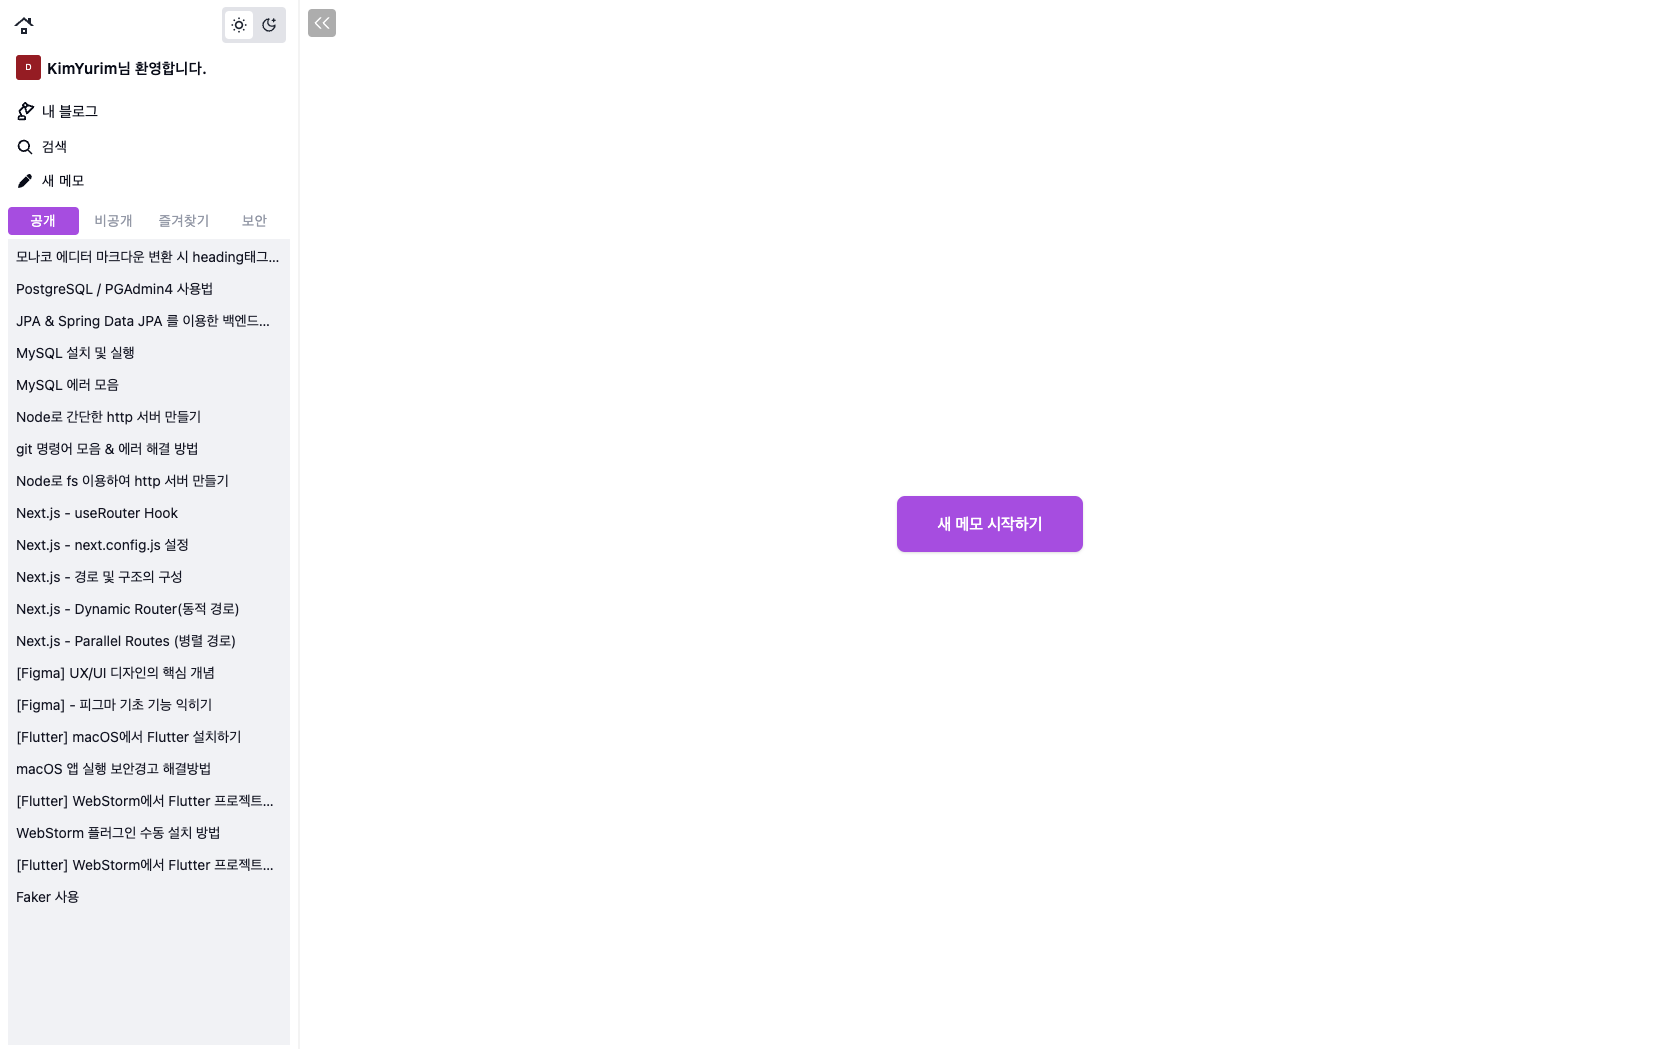 D
KimYurim님 환영합니다.
내 블로그
검색
새 메모
공개 비공개 즐겨찾기 보안
모나코 에디터 마크다운 변환 시 heading태그...
PostgreSQL / PGAdmin4 사용법
JPA & Spring Data JPA 를 이용한 백엔드...
MySQL 설치 및 실행
MySQL 에러 모음
Node로 간단한 http 서버 만들기
git 명령어 모음 & 에러 해결 방법
Node로 fs 이용하여 http 서버 만들기
Next.js - useRouter Hook
Next.js - next.config.js 설정
Next.js - 경로 및 구조의 구성
Next.js - Dynamic Router(동적 경로)
Next.js - Parallel Routes (병렬 경로)
[Figma] UX/UI 디자인의 핵심 개념
[Figma] - 피그마 기초 기능 익히기
[Flutter] macOS에서 Flutter 설치하기
macOS 앱 실행 보안경고 해결방법
[Flutter] WebStorm에서 Flutter 프로젝트...
WebStorm 플러그인 수동 설치 방법
[Flutter] WebStorm에서 Flutter 프로젝트...
Faker 사용
새 메모 시작하기